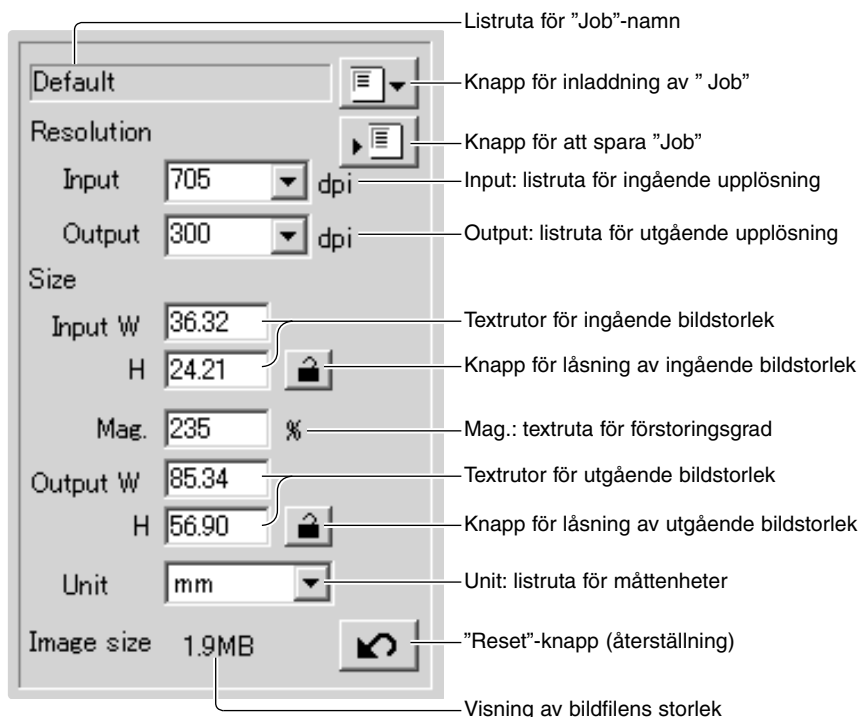 Listruta för ”Job”-namn
Default
Knapp för inladdning av ” Job”
Resolution
Knapp för att spara ”Job”
Input 705 dpi
Input: listruta för ingående upplösning
Output 300 dpi
Output: listruta för utgående upplösning
Size
Input W 36.32
Textrutor för ingående bildstorlek
H 24.21
Knapp för låsning av ingående bildstorlek
Mag. 235 %
Mag.: textruta för förstoringsgrad
Output W 85.34
Textrutor för utgående bildstorlek
H 56.90
Knapp för låsning av utgående bildstorlek
Unit mm
Unit: listruta för måttenheter
Image size 1.9MB
”Reset”-knapp (återställning)
Visning av bildfilens storlek